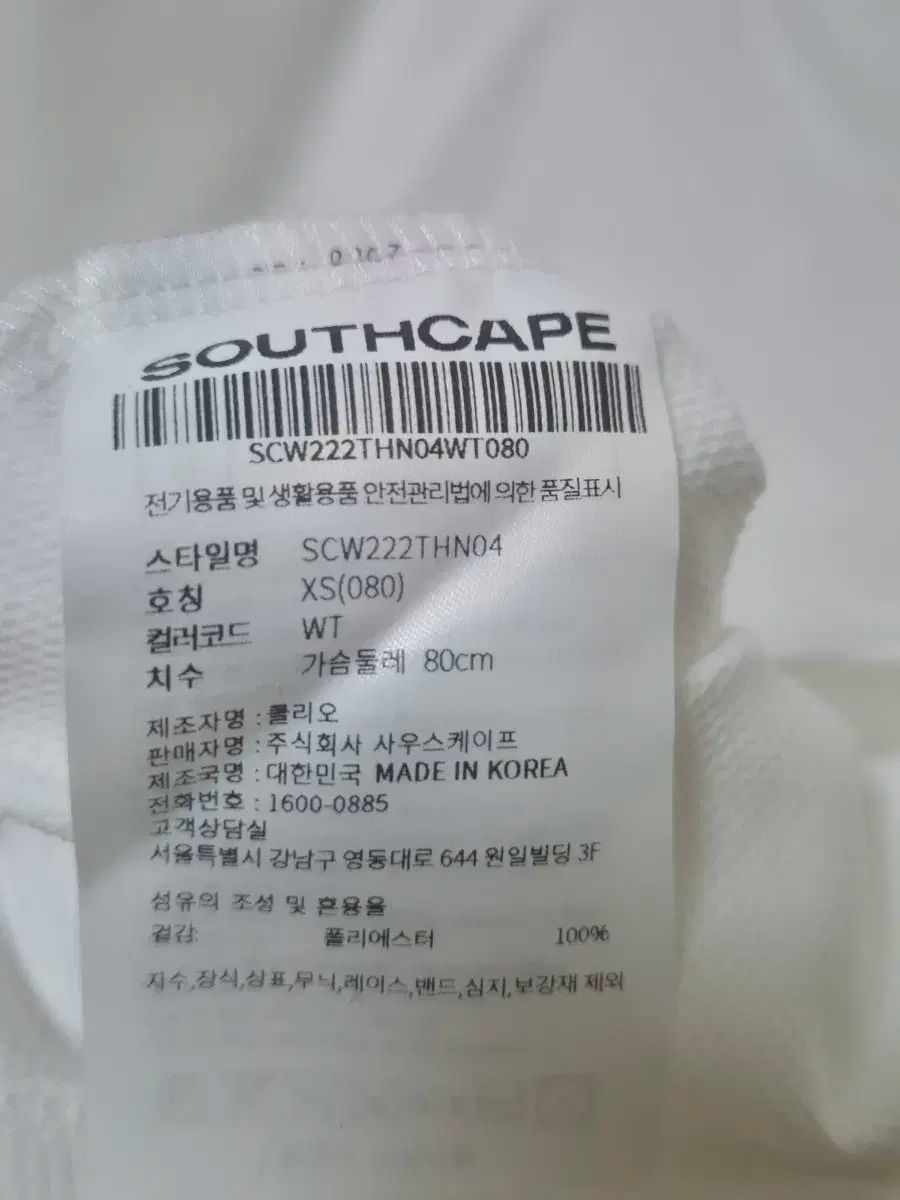 SOUTHCAPE
SCW222THN04WT080
전기용품 및 생활용품 안전관리법에 의한 품질표시
스타일명 SCW222THN04
호칭 XS(080)
컬러코드 WT
치수 가슴둘레 80cm
제조자명 : 콜리오
판매자명 : 주식회사 사우스케이프
제조국명 : 대한민국 MADE IN KOREA
전화번호 : 1600-0885
고객상담실
서울특별시 강남구 영동대로 644 원일빌딩 3F
섬유의 조성 및 혼용율
겉감: 폴리에스터 100%
자수,장식,상표,무늬,레이스,밴드,심지,보강재 제외